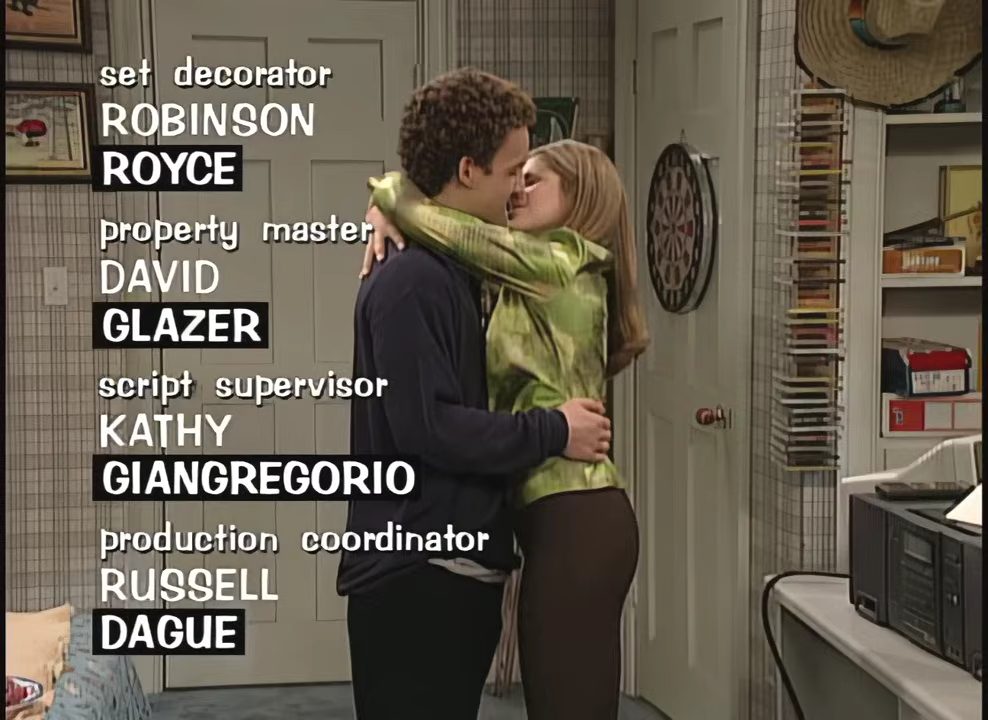 set decorator
ROBINSON
ROYCE
property master
DAVID
GLAZER
script supervisor
KATHY
GIANGREGORIO
production coordinator
RUSSELL
DAGUE